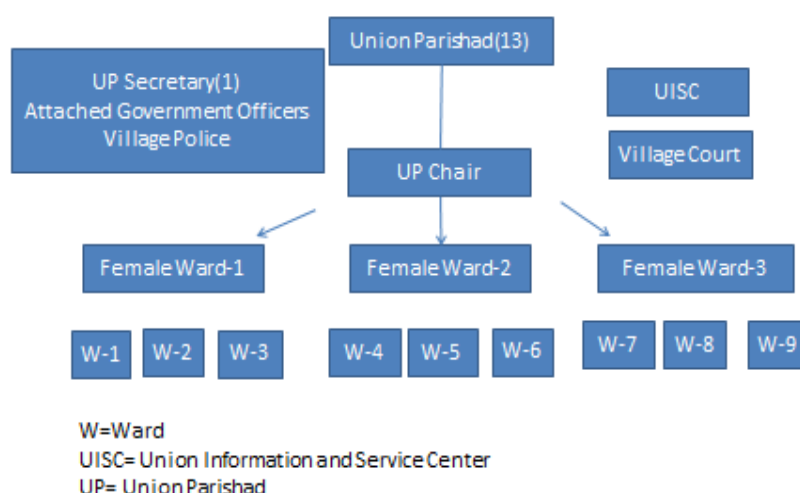 Union Parishad(13)
UP Secretary(1)
Attached Government Officers
Village Police
UISC
Village Court
UP Chair
Female Ward-1
Female Ward-2
Female Ward-3
W-1
W-2
W-3
W-4
W-5
W-6
W-7
W-8
W-9
W=Ward
UISC= Union Information and Service Center
UP= Union Parishad